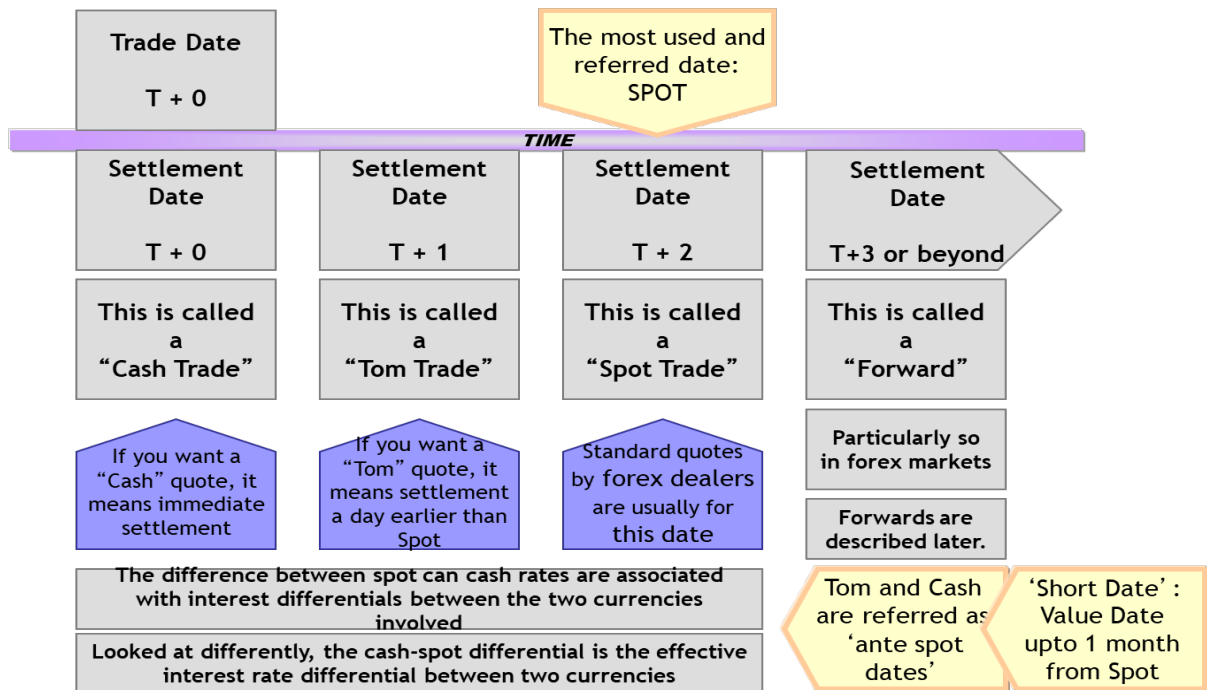 Trade Date
T + 0
The most used and
referred date:
SPOT
TIME
Settlement
Date
T + 0
Settlement
Date
T + 1
Settlement
Date
T + 2
Settlement
Date
T+3 or beyond
This is called
a
“Cash Trade”
This is called
a
“Tom Trade”
This is called
a
“Spot Trade”
This is called
a
“Forward”
If you want a
“Cash” quote, it
means immediate
settlement
If you want a
“Tom” quote, it
means settlement
a day earlier than
Spot
Standard quotes
by forex dealers
are usually for
this date
Particularly so
in forex markets
Forwards are
described later.
The difference between spot can cash rates are associated
with interest differentials between the two currencies
involved
Looked at differently, the cash-spot differential is the effective
interest rate differential between two currencies
Tom and Cash
are referred as
‘ante spot
dates’
‘Short Date’ :
Value Date
upto 1 month
from Spot